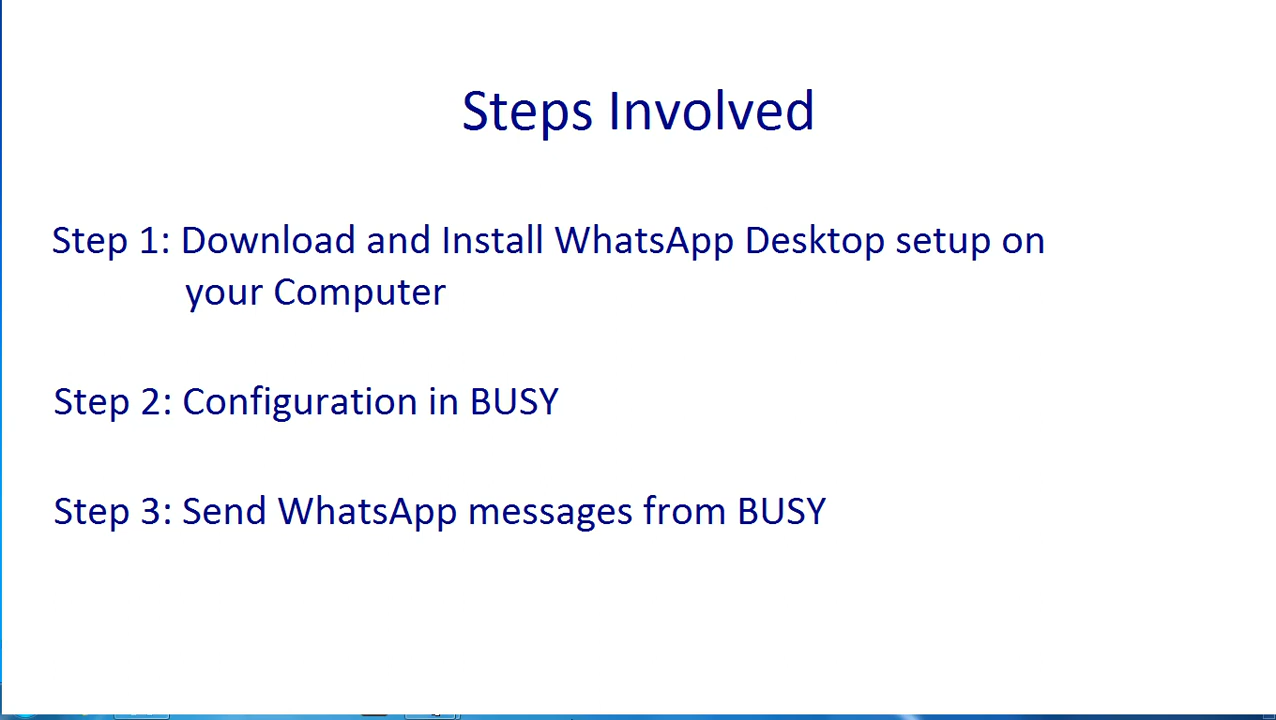 Steps Involved
Step 1: Download and Install WhatsApp Desktop setup on
your Computer
Step 2: Configuration in BUSY
Step 3: Send WhatsApp messages from BUSY